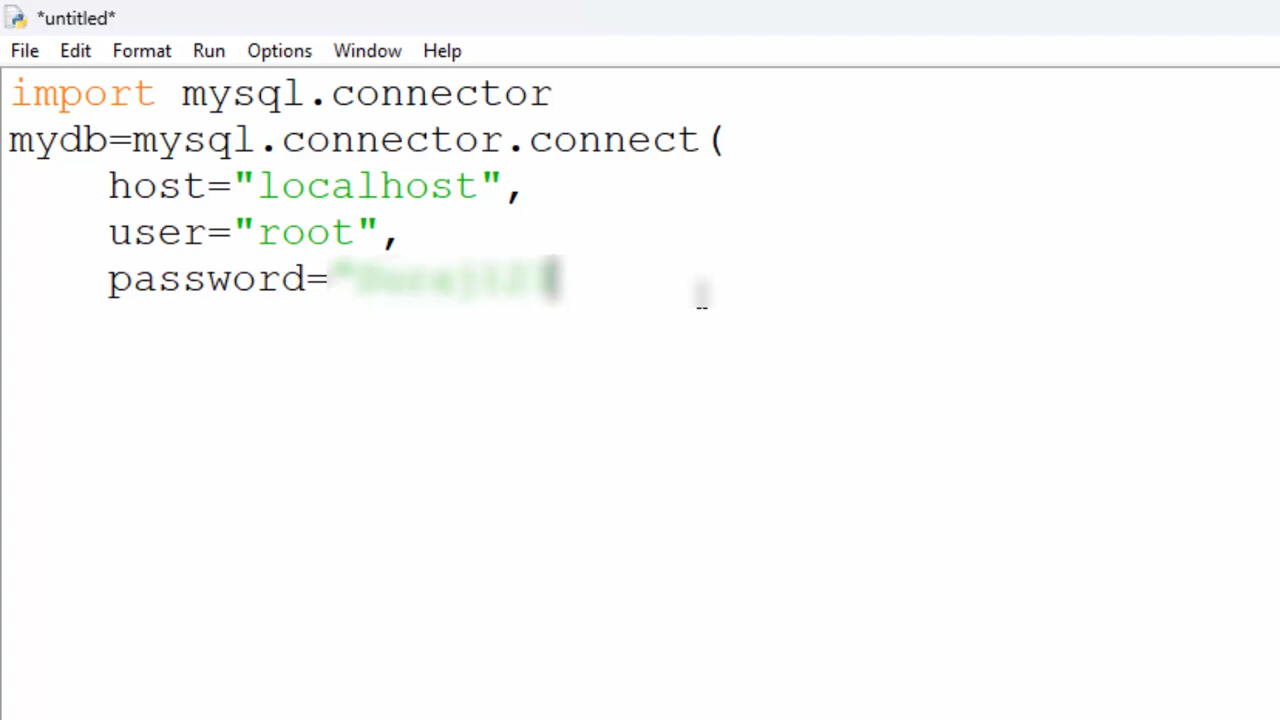 *untitled*
File Edit Format Run Options Window Help
import mysql.connector
mydb=mysql.connector.connect(
    host="localhost",
    user="root",
    password=